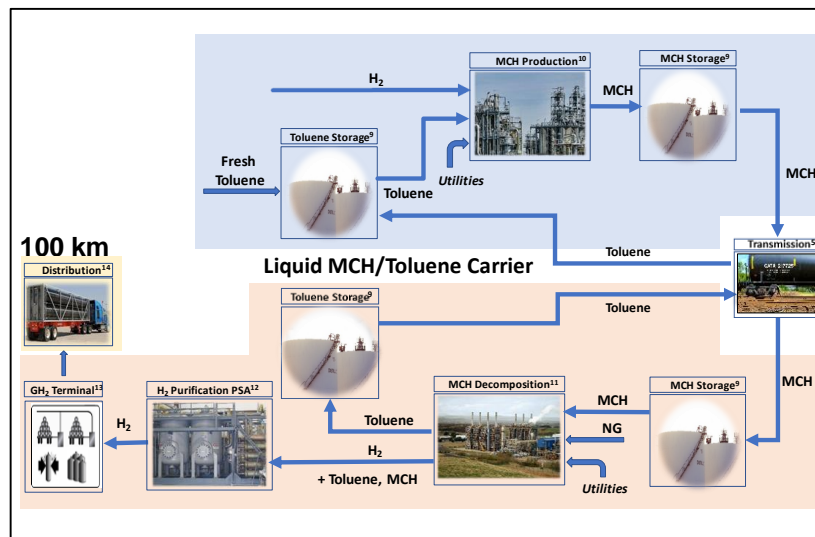 MCH Production¹⁰
MCH Storage⁹
H₂
MCH
Toluene Storage⁹
Fresh
Toluene
Toluene
Utilities
MCH
100 km
Toluene
Transmission⁵
Distribution¹⁴
Liquid MCH/Toluene Carrier
Toluene Storage⁹
Toluene
GH₂ Terminal¹³
H₂ Purification PSA¹²
MCH Decomposition¹¹
MCH Storage⁹
MCH
MCH
Toluene
NG
H₂
H₂
+ Toluene, MCH
Utilities